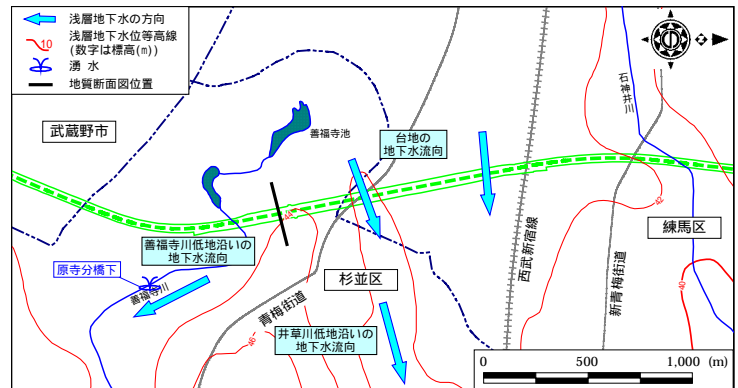 浅層地下水の方向
浅層地下水位等高線
(数字は標高(m))
10
湧 水
地質断面図位置
武蔵野市
善福寺池
台地の
地下水流向
石神井川
42
練馬区
44
善福寺川低地沿いの
地下水流向
原寺分橋下
善福寺川
杉並区
西武新宿線
新青梅街道
40
青梅街道
46
井草川低地沿いの
地下水流向
0 500 1,000 (m)